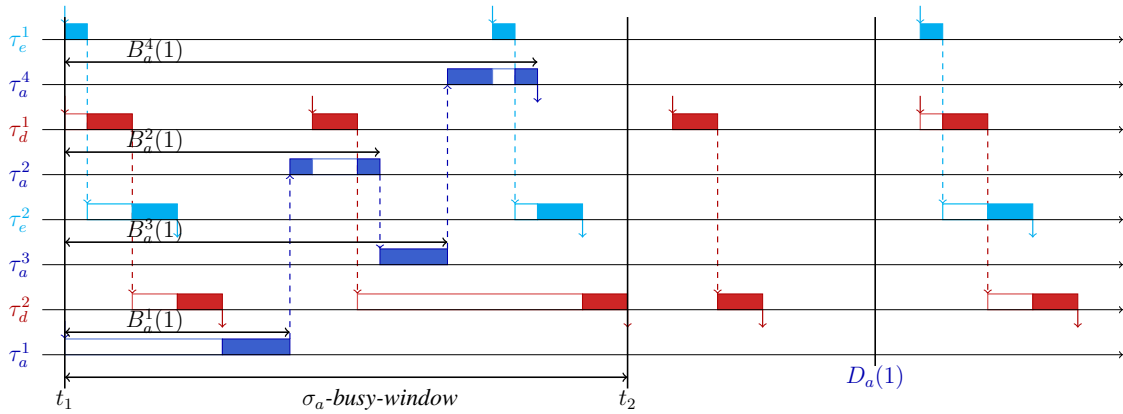 τ_e^1
B_a^4(1)
τ_a^4
τ_d^1
B_a^2(1)
τ_a^2
τ_e^2
B_a^3(1)
τ_a^3
τ_d^2
B_a^1(1)
τ_a^1
D_a(1)
t_1 σ_a-busy-window t_2